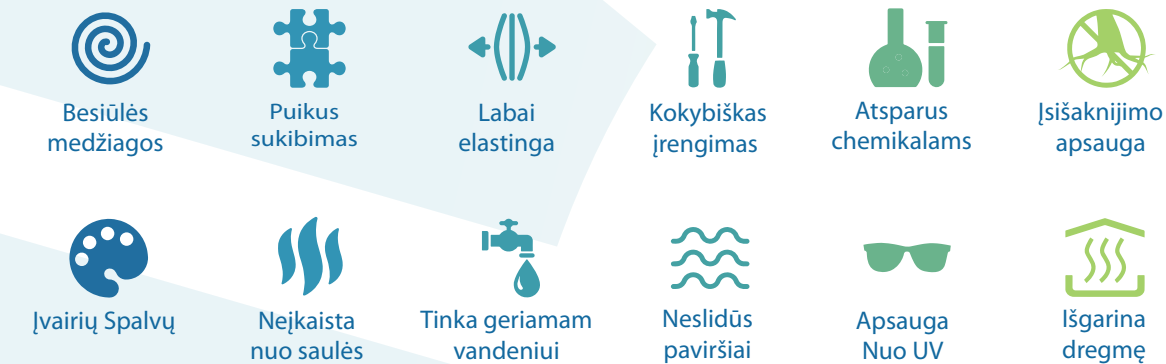 Besiūlės
medžiagos
Puikus
sukibimas
Labai
elastinga
Kokybiškas
įrengimas
Atsparus
chemikalams
Įsišaknijimo
apsauga
Įvairių Spalvų
Neįkaista
nuo saulės
Tinka geriamam
vandeniui
Neslidūs
paviršiai
Apsauga
Nuo UV
Išgarina
dregmę